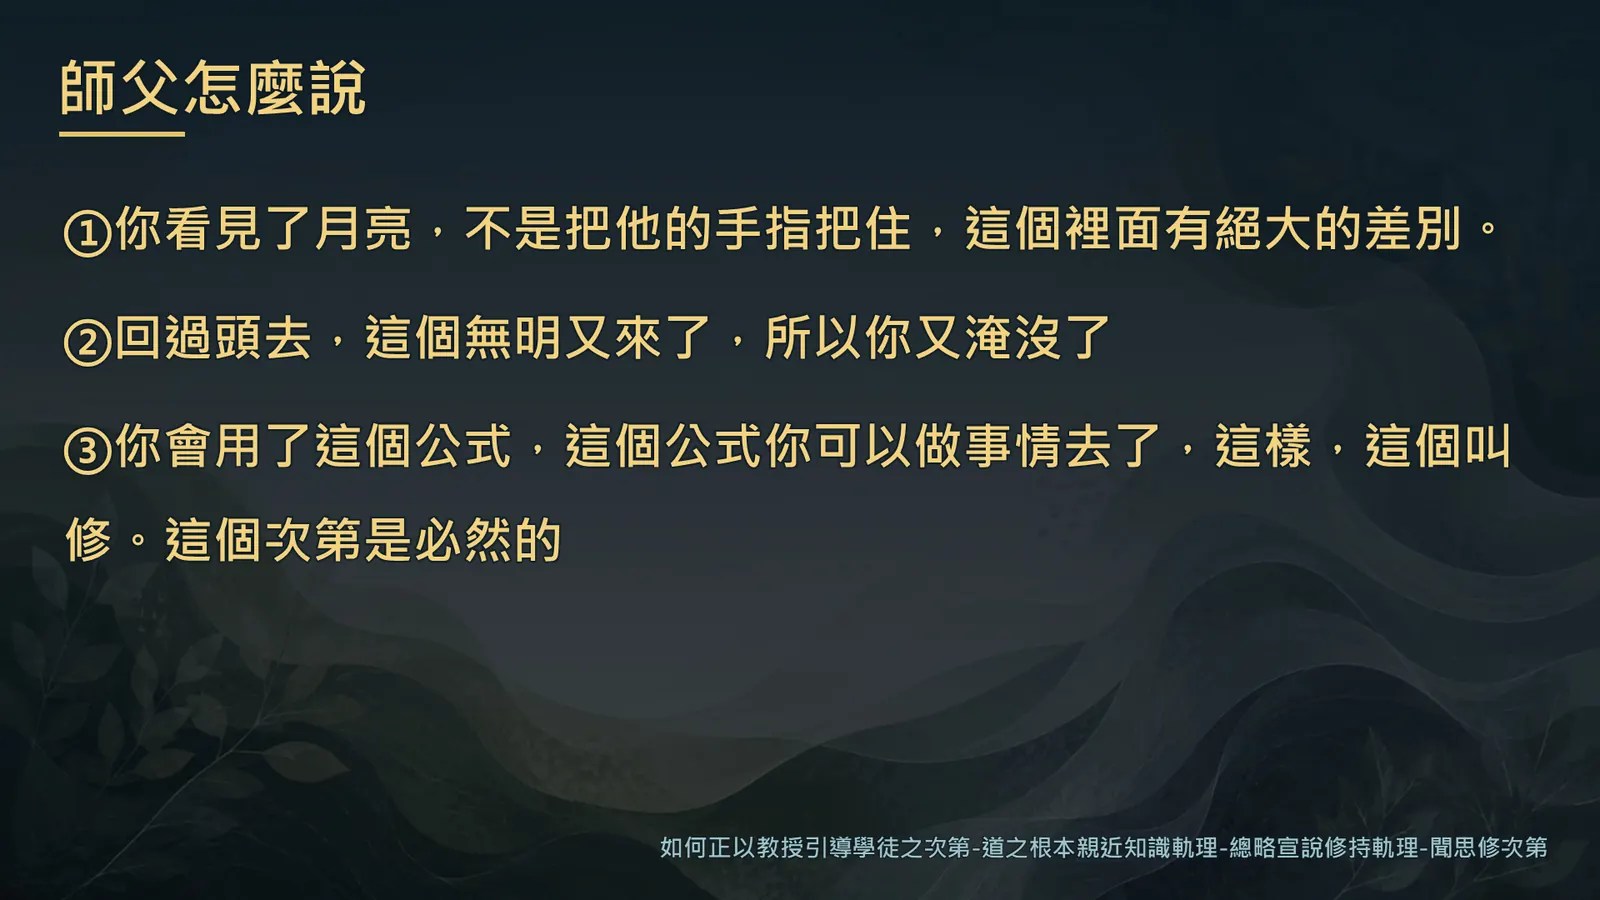 師父怎麼說
①你看見了月亮，不是把他的手指把住，這個裡面有絕大的差別。
②回過頭去，這個無明又來了，所以你又淹沒了
③你會用了這個公式，這個公式你可以做事情去了，這樣，這個叫
修。這個次第是必然的
如何正以教授引導學徒之次第-道之根本親近知識軌理-總略宣說修持軌理-聞思修次第